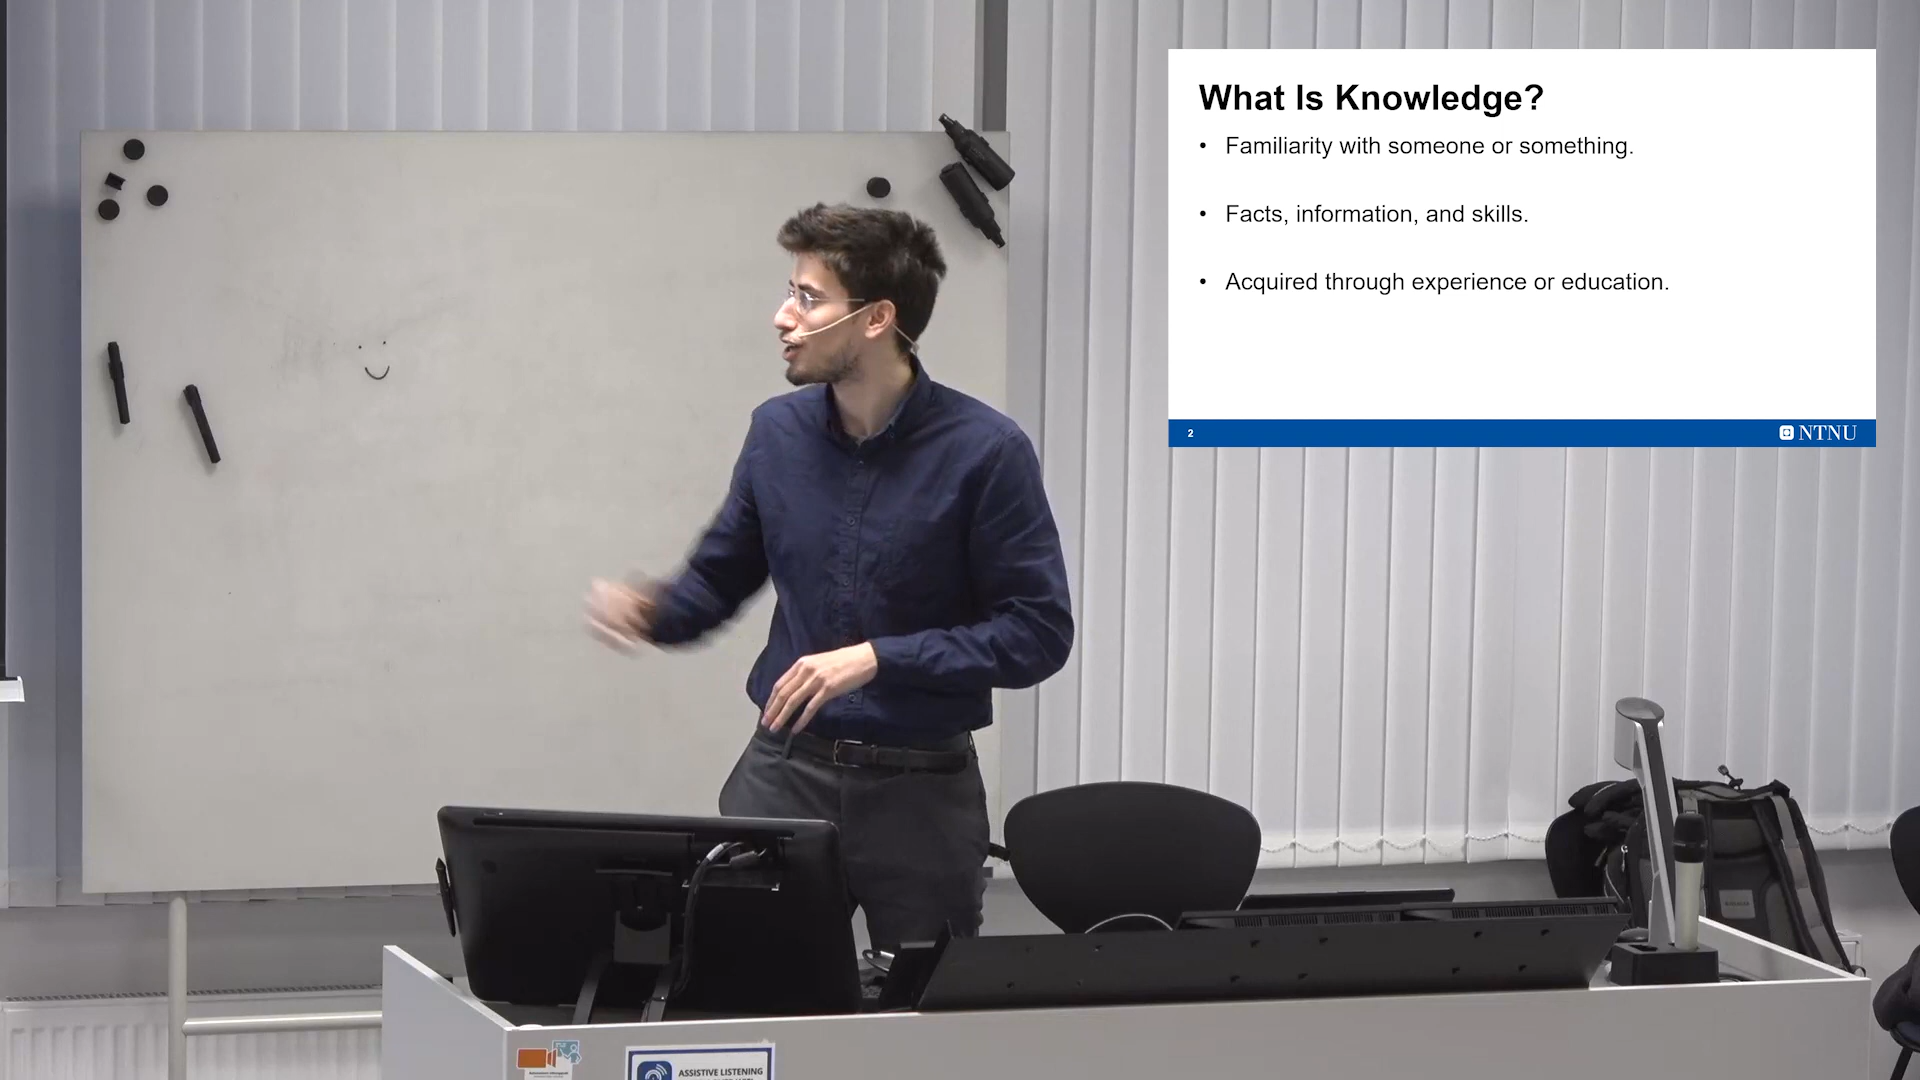 What Is Knowledge?
• Familiarity with someone or something.
• Facts, information, and skills.
• Acquired through experience or education.
2
NTNU
ASSISTIVE LISTENING